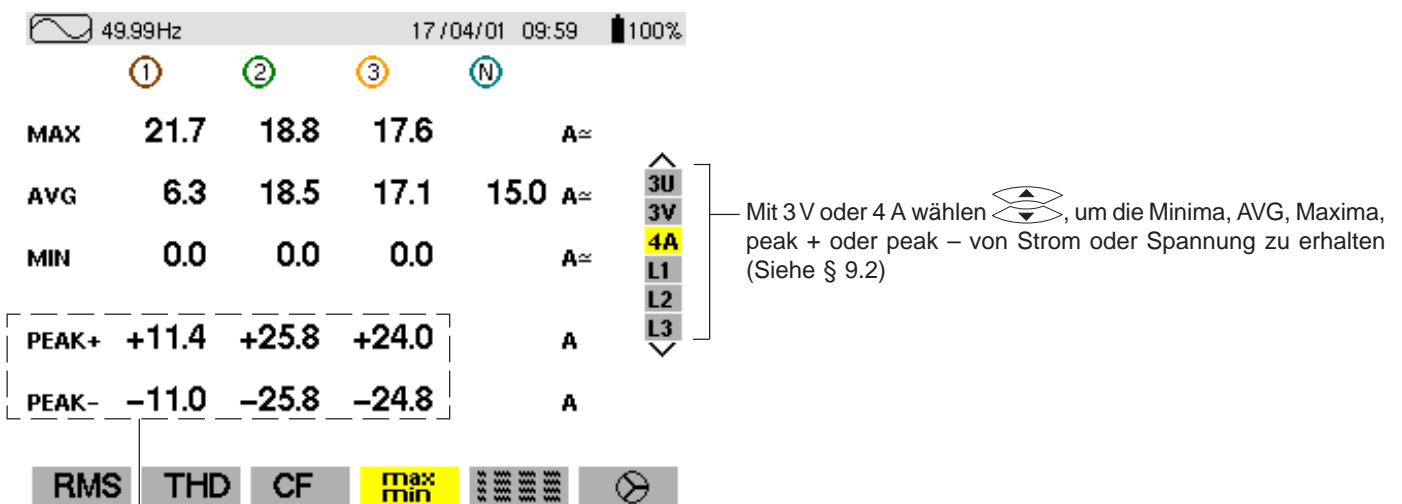 49.99Hz 17/04/01 09:59 100%
1 2 3 N
MAX 21.7 18.8 17.6 A≃
AVG 6.3 18.5 17.1 15.0 A≃
MIN 0.0 0.0 0.0 A≃
PEAK+ +11.4 +25.8 +24.0 A
PEAK- −11.0 −25.8 −24.8 A
3U
3V
4A
L1
L2
L3
RMS THD CF max min
Mit 3 V oder 4 A wählen , um die Minima, AVG, Maxima,
peak + oder peak – von Strom oder Spannung zu erhalten
(Siehe § 9.2)